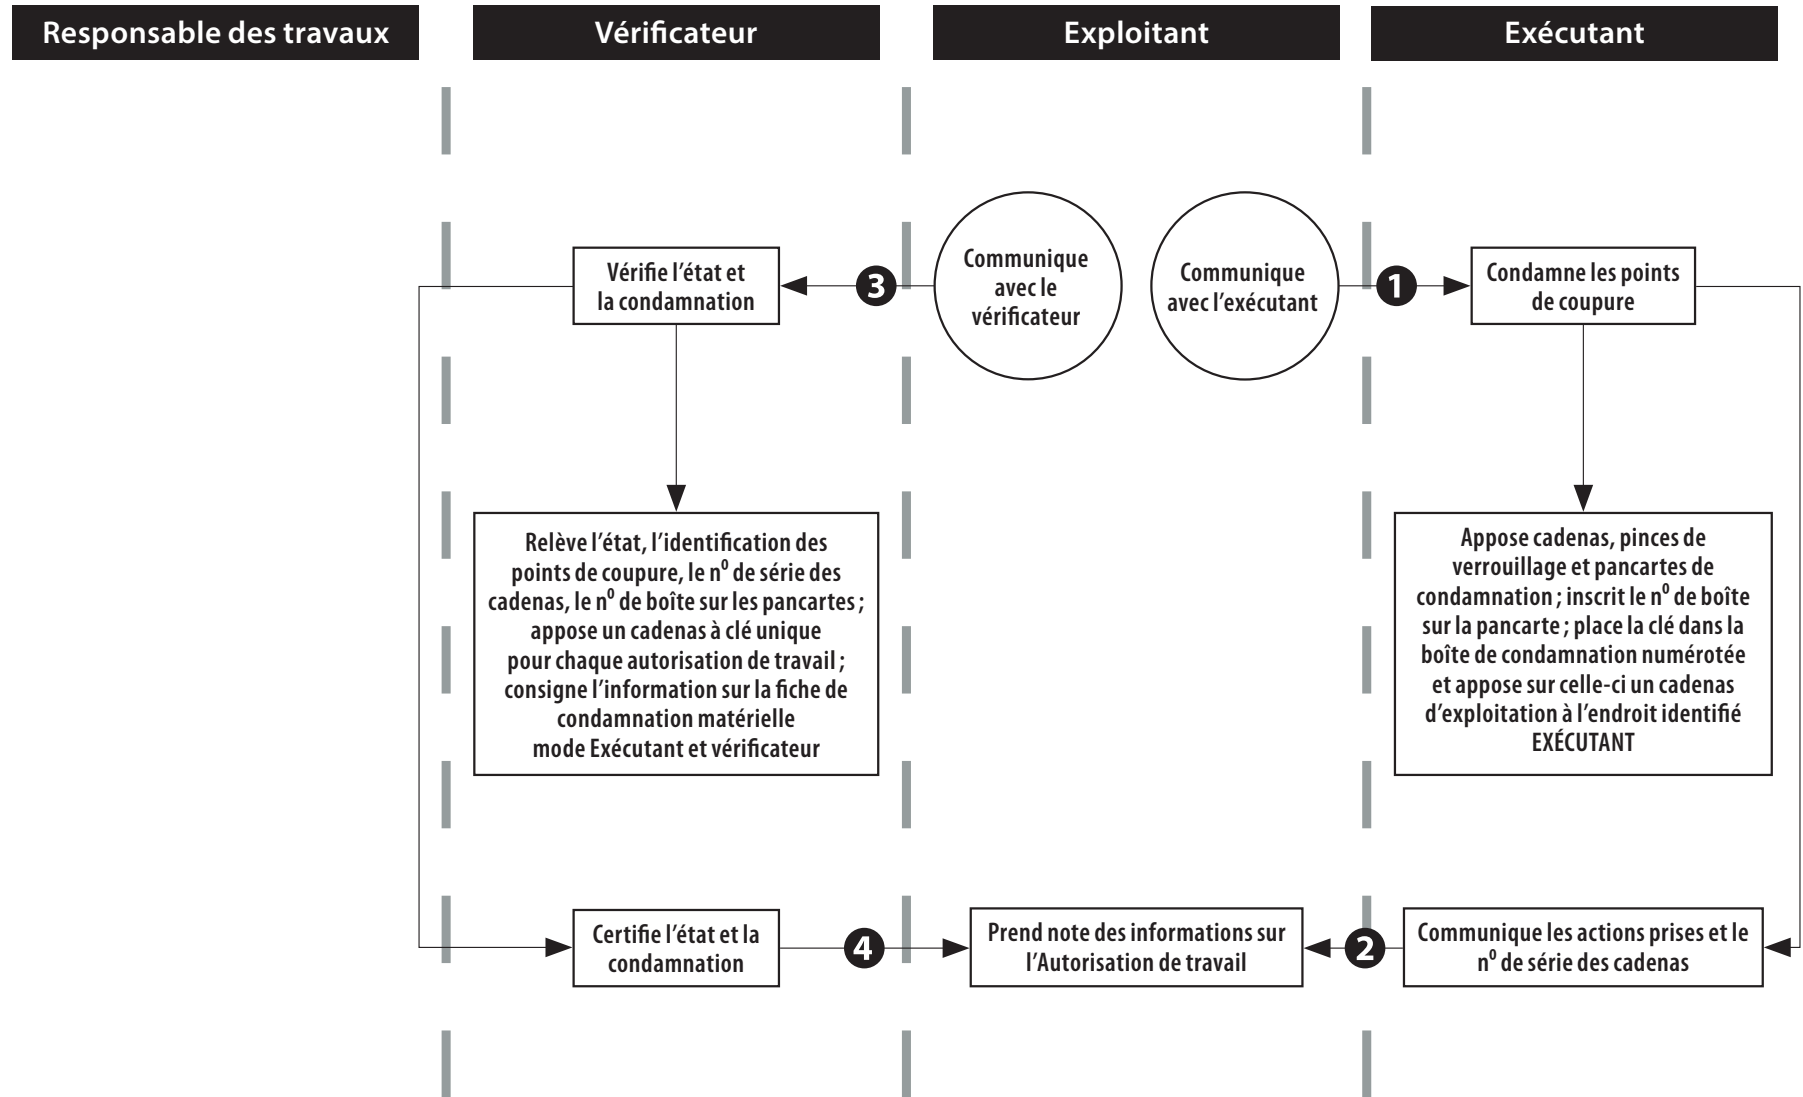 Responsable des travaux
Vérificateur
Exploitant
Exécutant
Vérifie l’état et
la condamnation
3
Communique
avec le
vérificateur
Communique
avec l’exécutant
1
Condamne les points
de coupure
Relève l’état, l’identification des
points de coupure, le nº de série des
cadenas, le nº de boîte sur les pancartes ;
appose un cadenas à clé unique
pour chaque autorisation de travail ;
consigne l’information sur la fiche de
condamnation matérielle
mode Exécutant et vérificateur
Appose cadenas, pinces de
verrouillage et pancartes de
condamnation ; inscrit le nº de boîte
sur la pancarte ; place la clé dans la
boîte de condamnation numérotée
et appose sur celle-ci un cadenas
d’exploitation à l’endroit identifié
EXÉCUTANT
Certifie l’état et la
condamnation
4
Prend note des informations sur
l’Autorisation de travail
2
Communique les actions prises et le
nº de série des cadenas